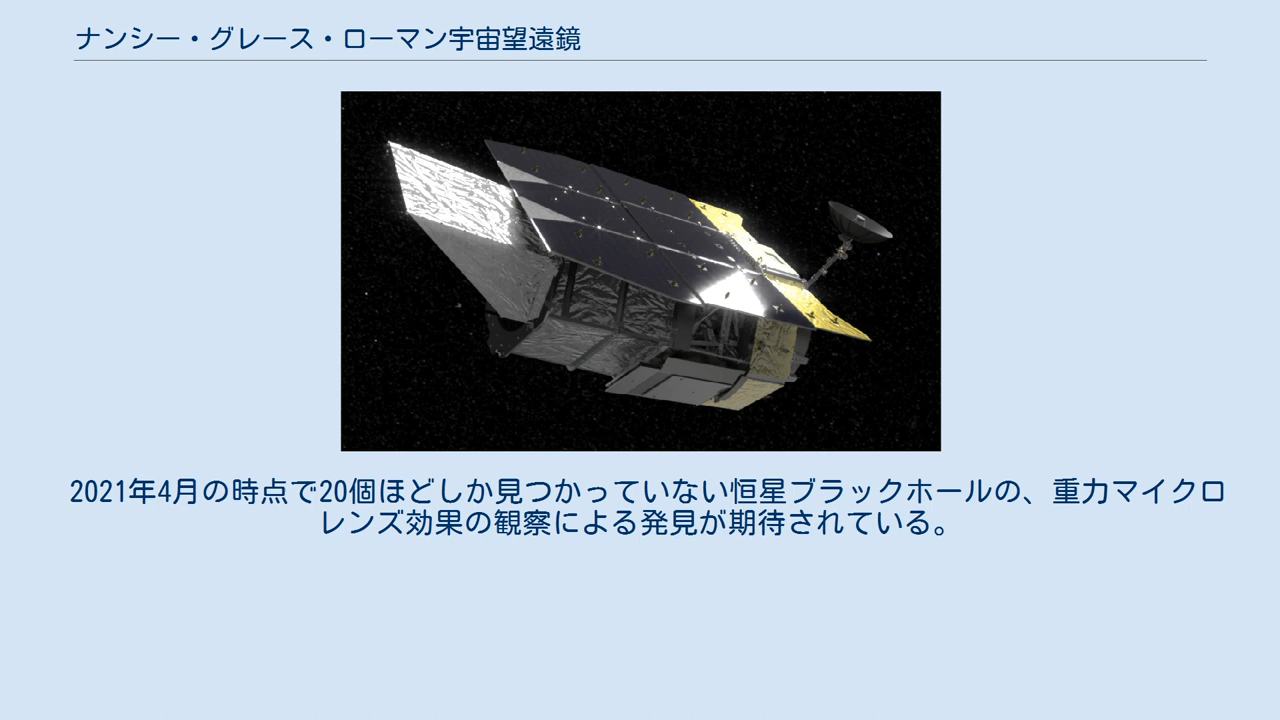 ナンシー・グレース・ローマン宇宙望遠鏡
2021年4月の時点で20個ほどしか見つかっていない恒星ブラックホールの、重力マイクロ
レンズ効果の観察による発見が期待されている。